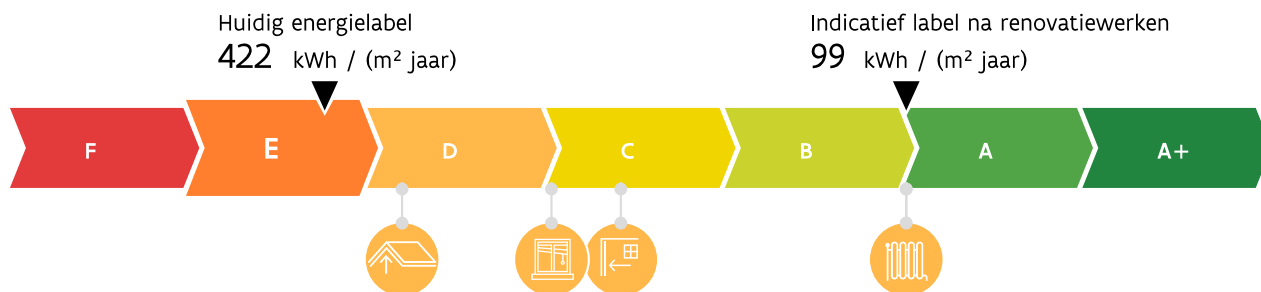 Huidig energielabel
422 kWh / (m² jaar)
Indicatief label na renovatiewerken
99 kWh / (m² jaar)
F E D C B A A+